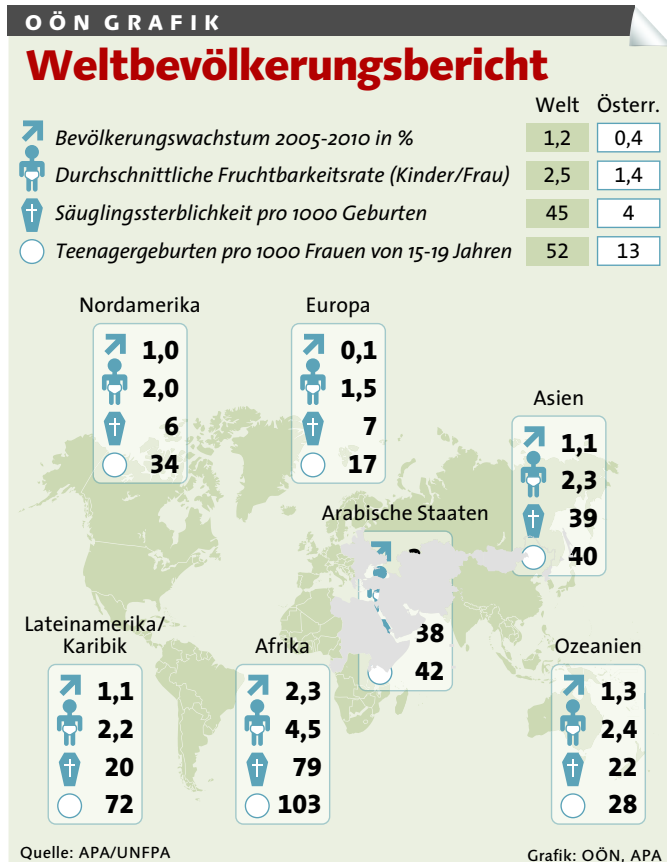 OÖN GRAFIK
Weltbevölkerungsbericht
Welt Österr.
Bevölkerungswachstum 2005-2010 in % 1,2 0,4
Durchschnittliche Fruchtbarkeitsrate (Kinder/Frau) 2,5 1,4
Säuglingssterblichkeit pro 1000 Geburten 45 4
Teenagergeburten pro 1000 Frauen von 15-19 Jahren 52 13
Nordamerika
1,0
2,0
6
34
Europa
0,1
1,5
7
17
Asien
1,1
2,3
39
40
Arabische Staaten
38
42
Lateinamerika/
Karibik
1,1
2,2
20
72
Afrika
2,3
4,5
79
103
Ozeanien
1,3
2,4
22
28
Quelle: APA/UNFPA
Grafik: OÖN, APA